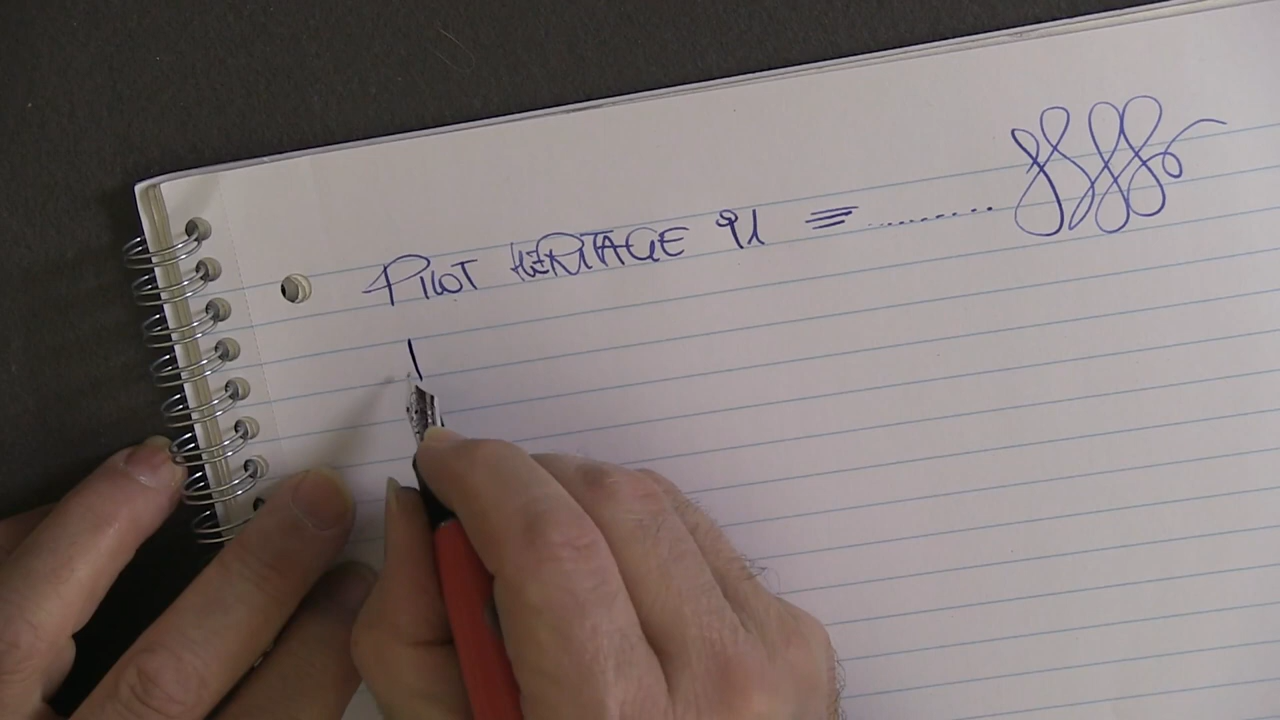 PILOT HERITAGE 91 = ..........